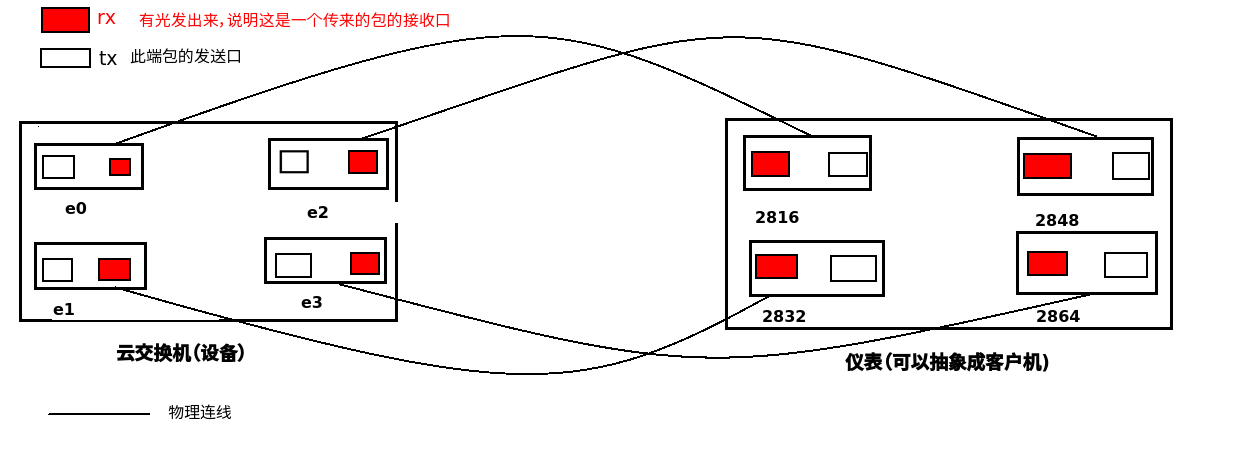 rx 有光发出来,说明这是一个传来的包的接收口
tx 此端包的发送口
e0
e2
e1
e3
云交换机(设备)
2816
2848
2832
2864
仪表(可以抽象成客户机)
物理连线